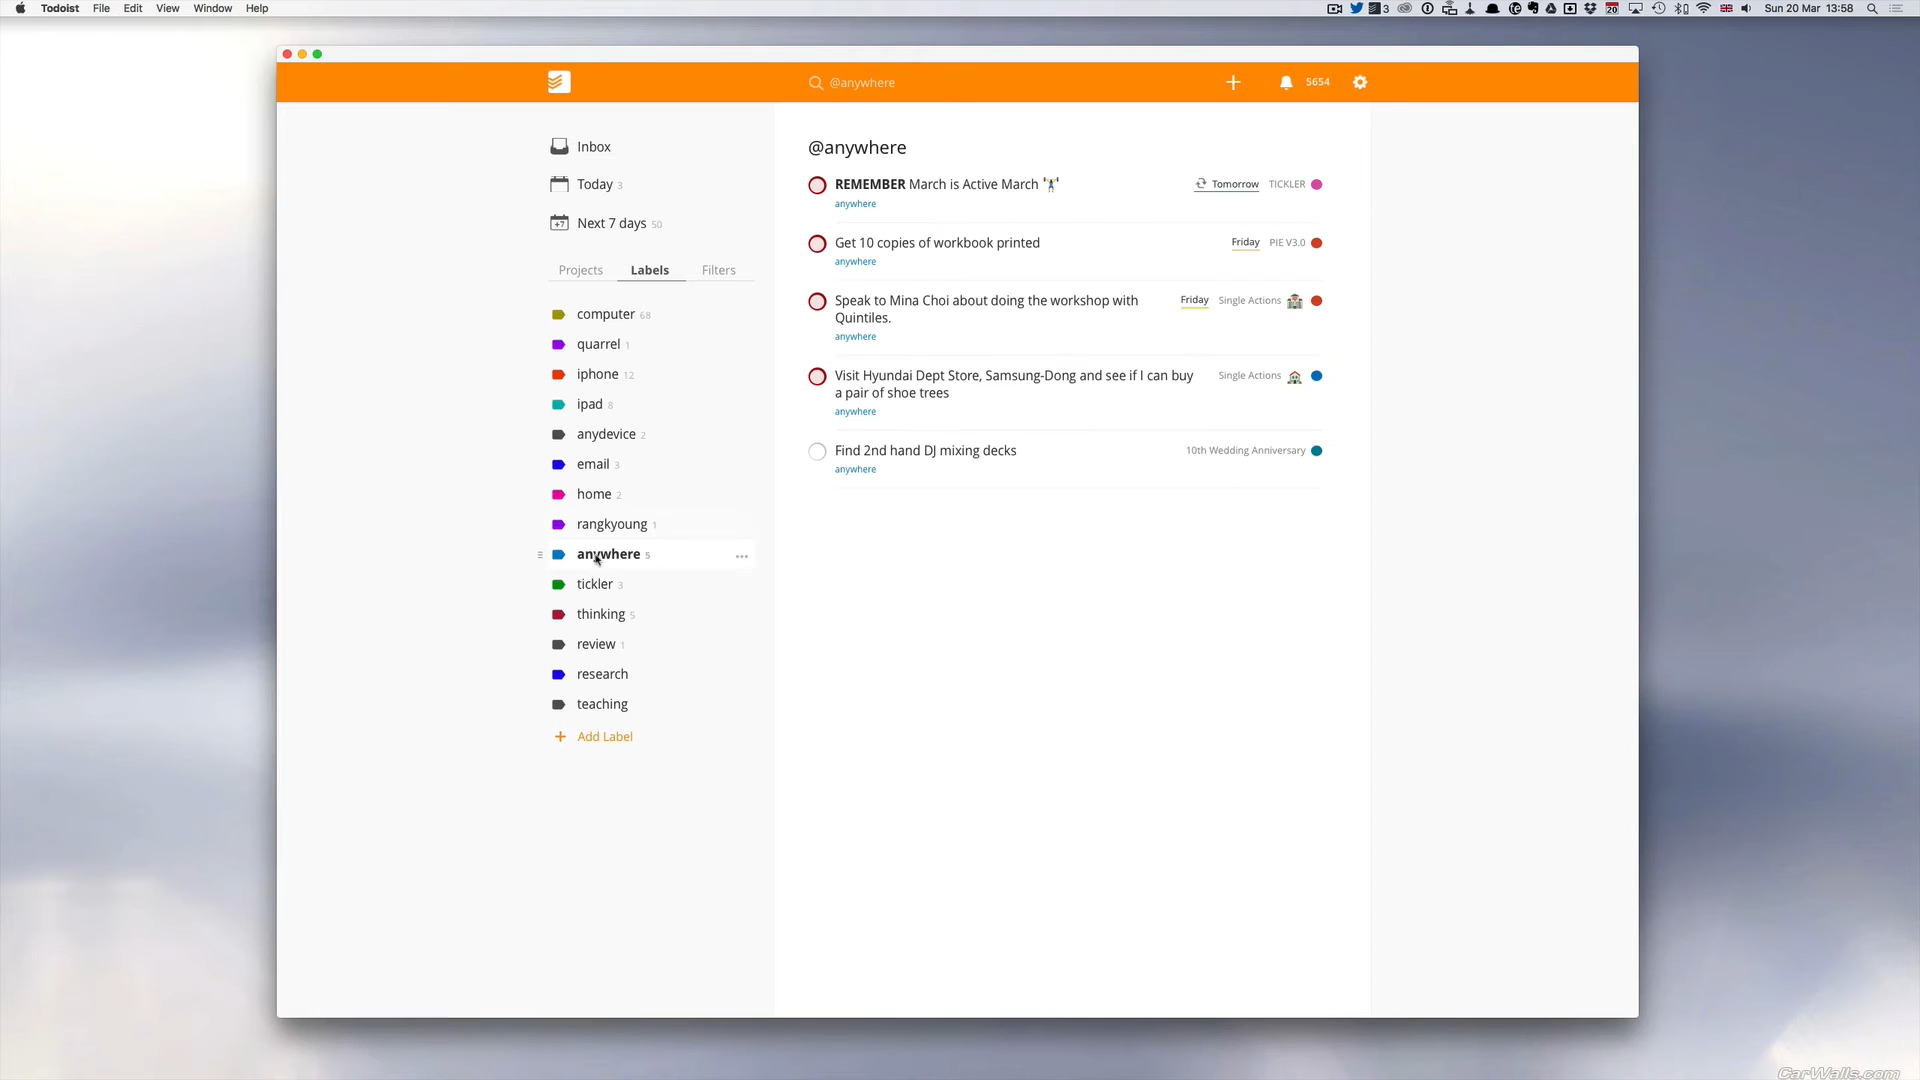 Todoist File Edit View Window Help
3
20
Sun 20 Mar 13:58
@anywhere
5654
Inbox
Today 3
+7 Next 7 days 50
Projects Labels Filters
computer 68
quarrel 1
iphone 12
ipad 8
anydevice 2
email 3
home 2
rangkyoung 1
anywhere 5
tickler 3
thinking 5
review 1
research
teaching
+ Add Label
@anywhere
REMEMBER March is Active March 🏋
Tomorrow TICKLER
anywhere
Get 10 copies of workbook printed
Friday PIE V3.0
anywhere
Speak to Mina Choi about doing the workshop with
Quintiles.
Friday Single Actions
anywhere
Visit Hyundai Dept Store, Samsung-Dong and see if I can buy
a pair of shoe trees
Single Actions
anywhere
Find 2nd hand DJ mixing decks
10th Wedding Anniversary
anywhere
CarWalls.com